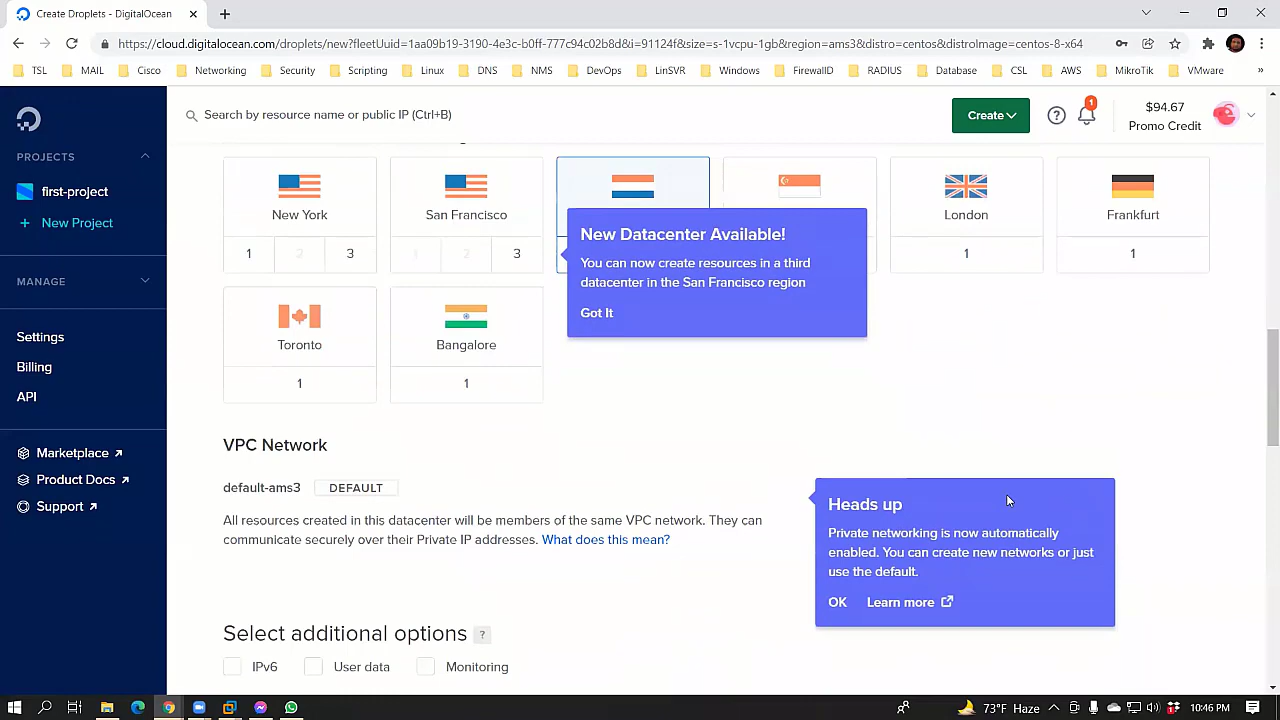 Create Droplets - DigitalOcean
https://cloud.digitalocean.com/droplets/new?fleetUuid=1aa09b19-3190-4e3c-b01f-777c94c02b8d&i=91124f&size=s-1vcpu-1gb&region=ams3&distro=centos&distroImage=centos-8-x64
TSL MAIL Cisco Networking Security Scripting Linux DNS NMS DevOps LinSVR Windows FirewallD RADIUS Database CSL AWS MikroTik VMware »
Search by resource name or public IP (Ctrl+B)
Create
?
1
$94.67
Promo Credit
PROJECTS
first-project
+ New Project
MANAGE
Settings
Billing
API
Marketplace
Product Docs
Support
New York
1 2 3
San Francisco
1 2 3
London
1
Frankfurt
1
New Datacenter Available!
You can now create resources in a third
datacenter in the San Francisco region
Got It
Toronto
1
Bangalore
1
VPC Network
default-ams3 DEFAULT
All resources created in this datacenter will be members of the same VPC network. They can
communicate securely over their Private IP addresses. What does this mean?
Heads up
Private networking is now automatically
enabled. You can create new networks or just
use the default.
OK Learn more
Select additional options ?
IPv6 User data Monitoring
73°F Haze
10:46 PM